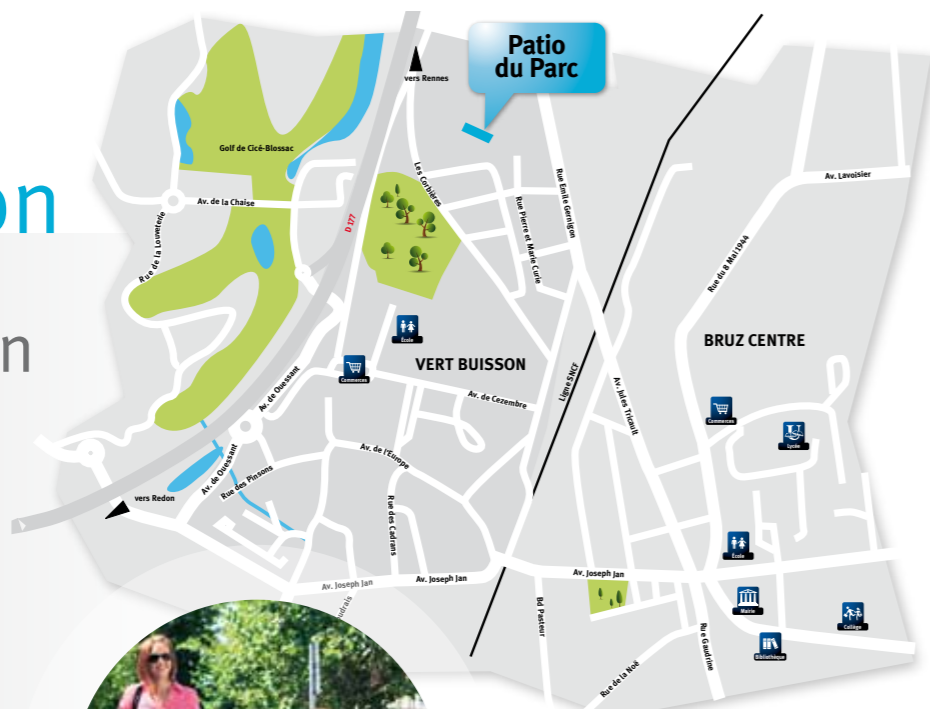 Patio
du Parc
vers Rennes
Golf de Cicé-Blossac
Les Corbières
Rue Emile Gernigon
Av. Lavoisier
Av. de la Chaise
Rue Pierre et Marie Curie
on
D 177
Rue de la Louveterie
Rue du 8 Mai 1944
École
n
VERT BUISSON
BRUZ CENTRE
Commerces
Ligne SNCF
Av. de Ouessant
Av. de Cezembre
Av. Jules Tricault
Commerces
Lycée
Av. de l'Europe
Av. de Ouessant
Rue des Pinsons
vers Redon
Rue des Cadrans
École
Av. Joseph Jan
Av. Joseph Jan
Av. Joseph Jan
Bd Pasteur
Mairie
Collège
Rue Gaudrine
Bibliothèque
Rue de la Noë